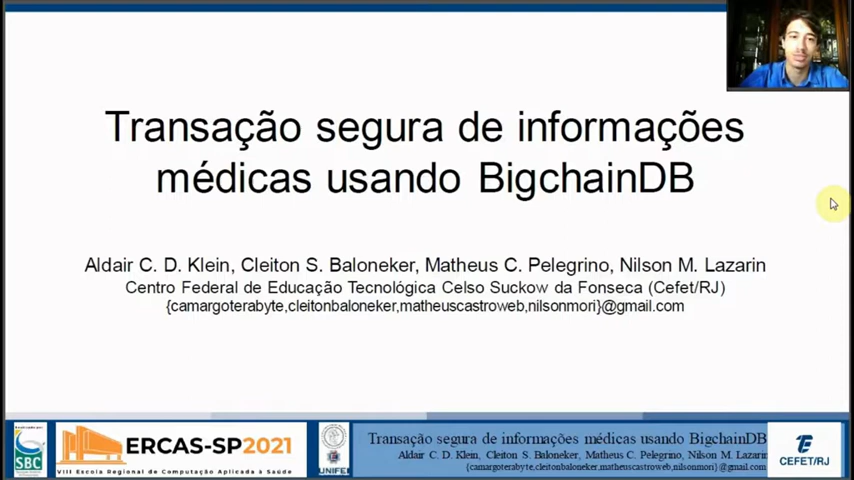 Transação segura de informações
médicas usando BigchainDB
Aldair C. D. Klein, Cleiton S. Baloneker, Matheus C. Pelegrino, Nilson M. Lazarin
Centro Federal de Educação Tecnológica Celso Suckow da Fonseca (Cefet/RJ)
{camargoterabyte,cleitonbaloneker,matheuscastroweb,nilsonmori}@gmail.com
SBC
ERCAS-SP2021
VIII Escola Regional de Computação Aplicada à Saúde
UNIFEI
Transação segura de informações médicas usando BigchainDB
Aldair C. D. Klein, Cleiton S. Baloneker, Matheus C. Pelegrino, Nilson M. Lazarin
{camargoterabyte,cleitonbaloneker,matheuscastroweb,nilsonmori}@gmail.com
CEFET/RJ